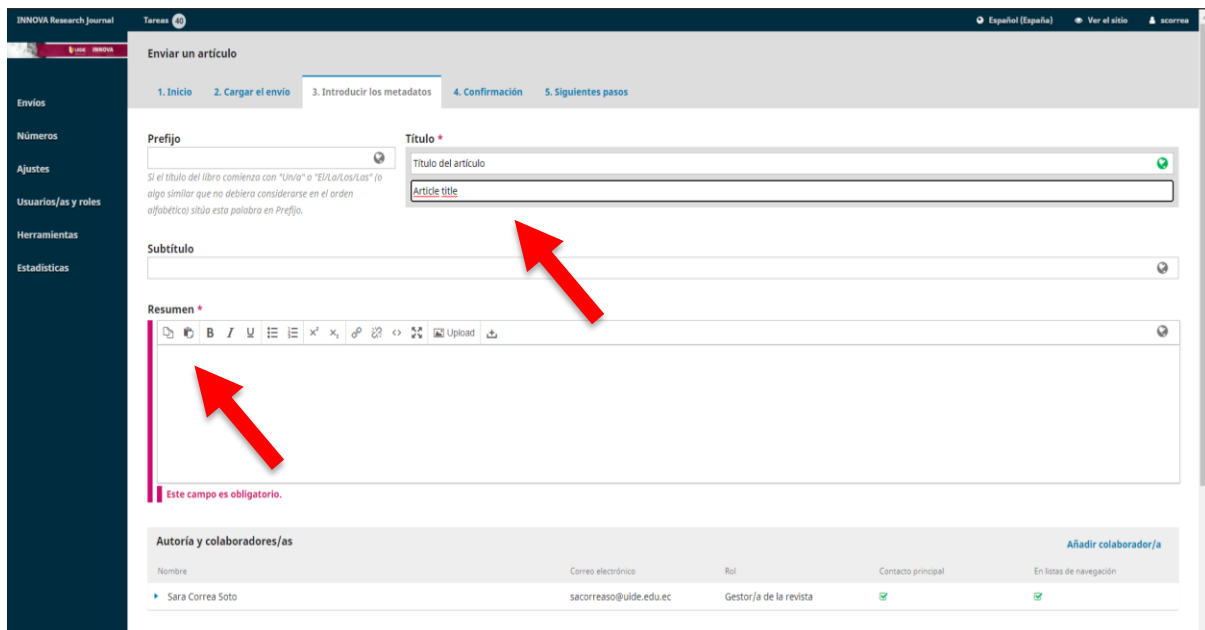 INNOVA Research Journal
Tareas 40
Español (España)
Ver el sitio
scorrea
UIDE INNOVA
Enviar un artículo
1. Inicio
2. Cargar el envío
3. Introducir los metadatos
4. Confirmación
5. Siguientes pasos
Envíos
Números
Ajustes
Usuarios/as y roles
Herramientas
Estadísticas
Prefijo
Si el título del libro comienza con "Un/a" o "El/La/Los/Las" (o
algo similar que no debiera considerarse en el orden
alfabético) sitúa esta palabra en Prefijo.
Título *
Título del artículo
Article title
Subtítulo
Resumen *
B I U x² x₂ Upload
Este campo es obligatorio.
Autoría y colaboradores/as
Añadir colaborador/a
Nombre
Correo electrónico
Rol
Contacto principal
En listas de navegación
Sara Correa Soto
sacorreaso@uide.edu.ec
Gestor/a de la revista